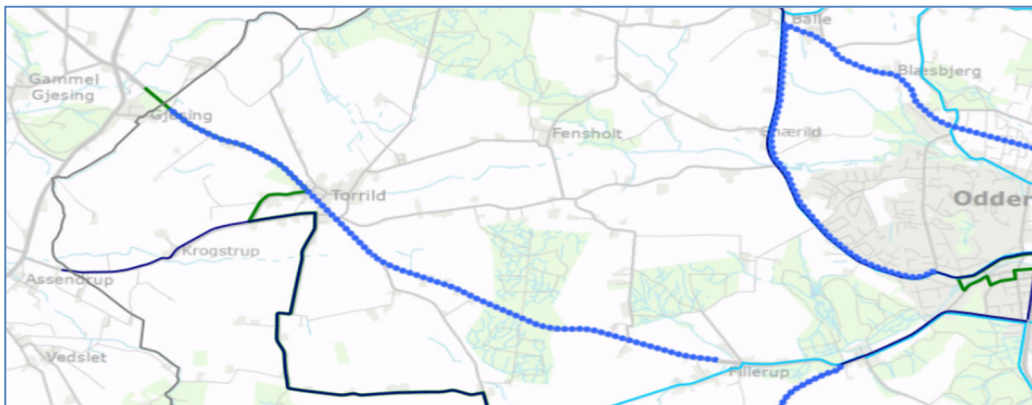 Balle
Gammel
Gjesing
Blæsbjerg
Gjesing
Fensholt
Snærild
Torrild
Odder
Krogstrup
Assendrup
Vedslet
Fillerup